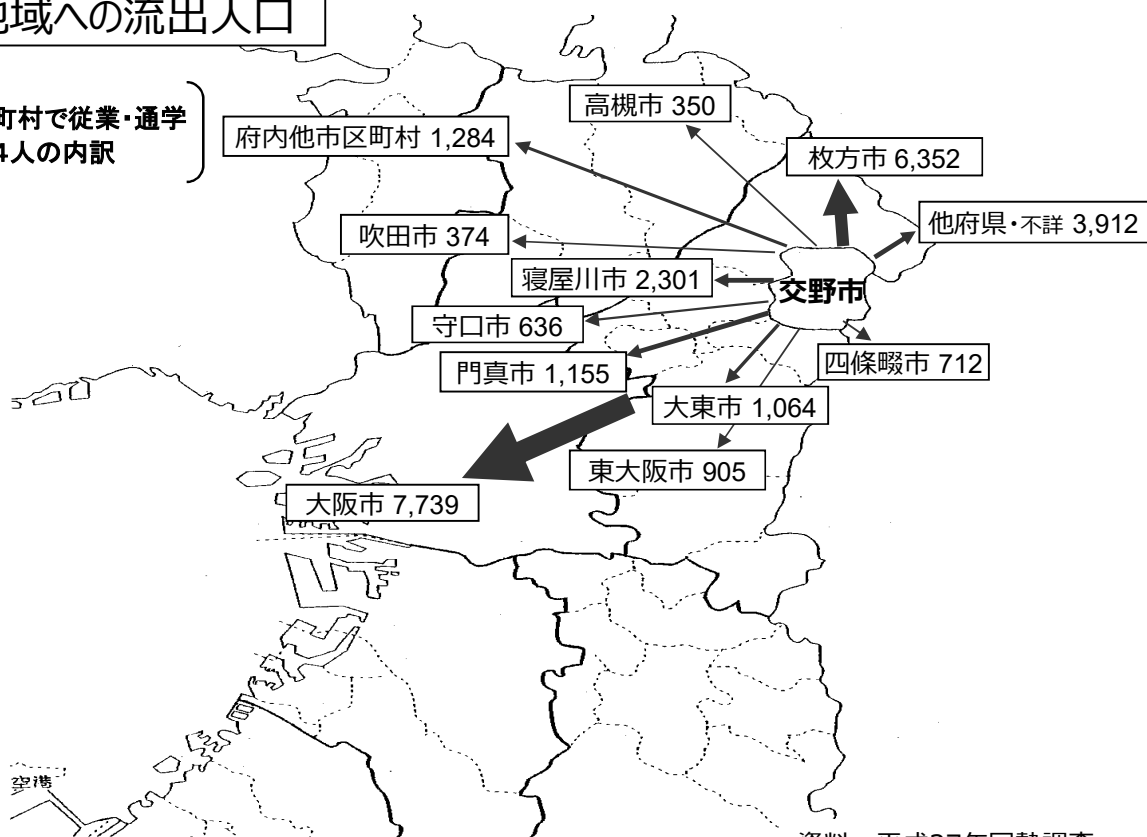 地域への流出人口
町村で従業・通学
4人の内訳
高槻市 350
府内他市区町村 1,284
枚方市 6,352
他府県・不詳 3,912
吹田市 374
寝屋川市 2,301
交野市
守口市 636
四條畷市 712
門真市 1,155
大東市 1,064
東大阪市 905
大阪市 7,739
空港
資料 平成27年国勢調査